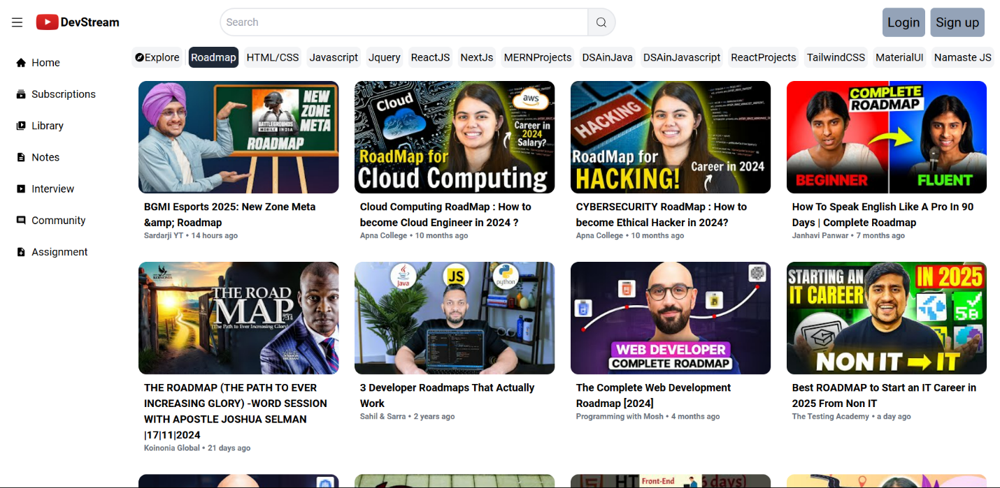 DevStream
Search
Login
Sign up
Home
Subscriptions
Library
Notes
Interview
Community
Assignment
Explore
Roadmap
HTML/CSS
Javascript
Jquery
ReactJS
NextJs
MERNProjects
DSAinJava
DSAinJavascript
ReactProjects
TailwindCSS
MaterialUI
Namaste JS
NEW
ZONE
META
BATTLEGROUNDS
MOBILE INDIA
ROADMAP
BGMI Esports 2025: New Zone Meta
&amp; Roadmap
Sardarji YT • 14 hours ago
Cloud
aws
Career in
2024
Salary?
RoadMap for
Cloud Computing
Cloud Computing RoadMap : How to
become Cloud Engineer in 2024 ?
Apna College • 10 months ago
HACKING
RoadMap for
HACKING!
Career in 2024
CYBERSECURITY RoadMap : How to
become Ethical Hacker in 2024?
Apna College • 10 months ago
COMPLETE
ROADMAP
BEGINNER
FLUENT
How To Speak English Like A Pro In 90
Days | Complete Roadmap
Janhavi Panwar • 7 months ago
KOINONIA
THE ROAD
MAP
(The Path to Ever Increasing Glory)
THE ROADMAP (THE PATH TO EVER
INCREASING GLORY) -WORD SESSION
WITH APOSTLE JOSHUA SELMAN
|17|11|2024
Koinonia Global • 21 days ago
Java
JS
python
3 Developer Roadmaps That Actually
Work
Sahil & Sarra • 2 years ago
WEB DEVELOPER
COMPLETE ROADMAP
The Complete Web Development
Roadmap [2024]
Programming with Mosh • 4 months ago
STARTING AN
IT CAREER
IN 2025
NON IT
IT
Best ROADMAP to Start an IT Career in
2025 From Non IT
The Testing Academy • a day ago
Front-End
days)